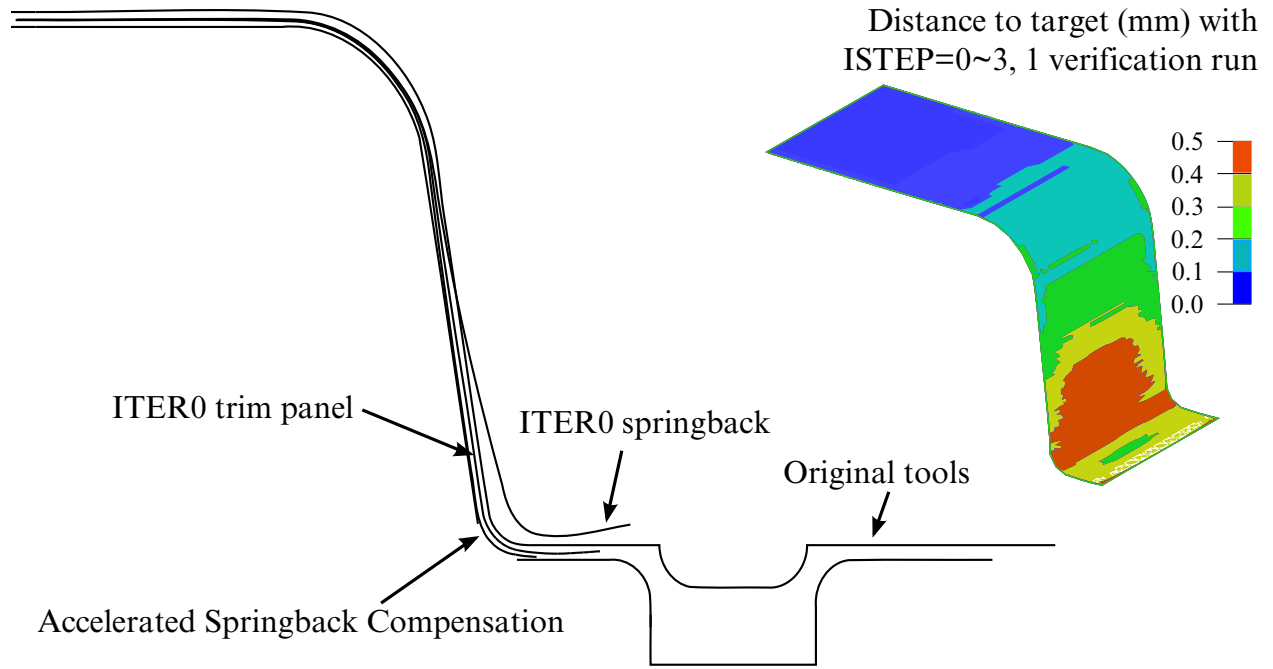 Distance to target (mm) with
ISTEP=0~3, 1 verification run
0.5
0.4
0.3
0.2
0.1
0.0
ITER0 trim panel
ITER0 springback
Original tools
Accelerated Springback Compensation